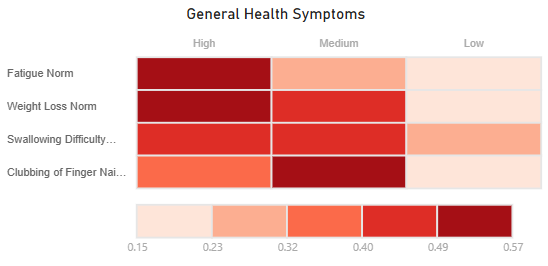 General Health Symptoms
High Medium Low
Fatigue Norm
Weight Loss Norm
Swallowing Difficulty…
Clubbing of Finger Nai…
0.15 0.23 0.32 0.40 0.49 0.57